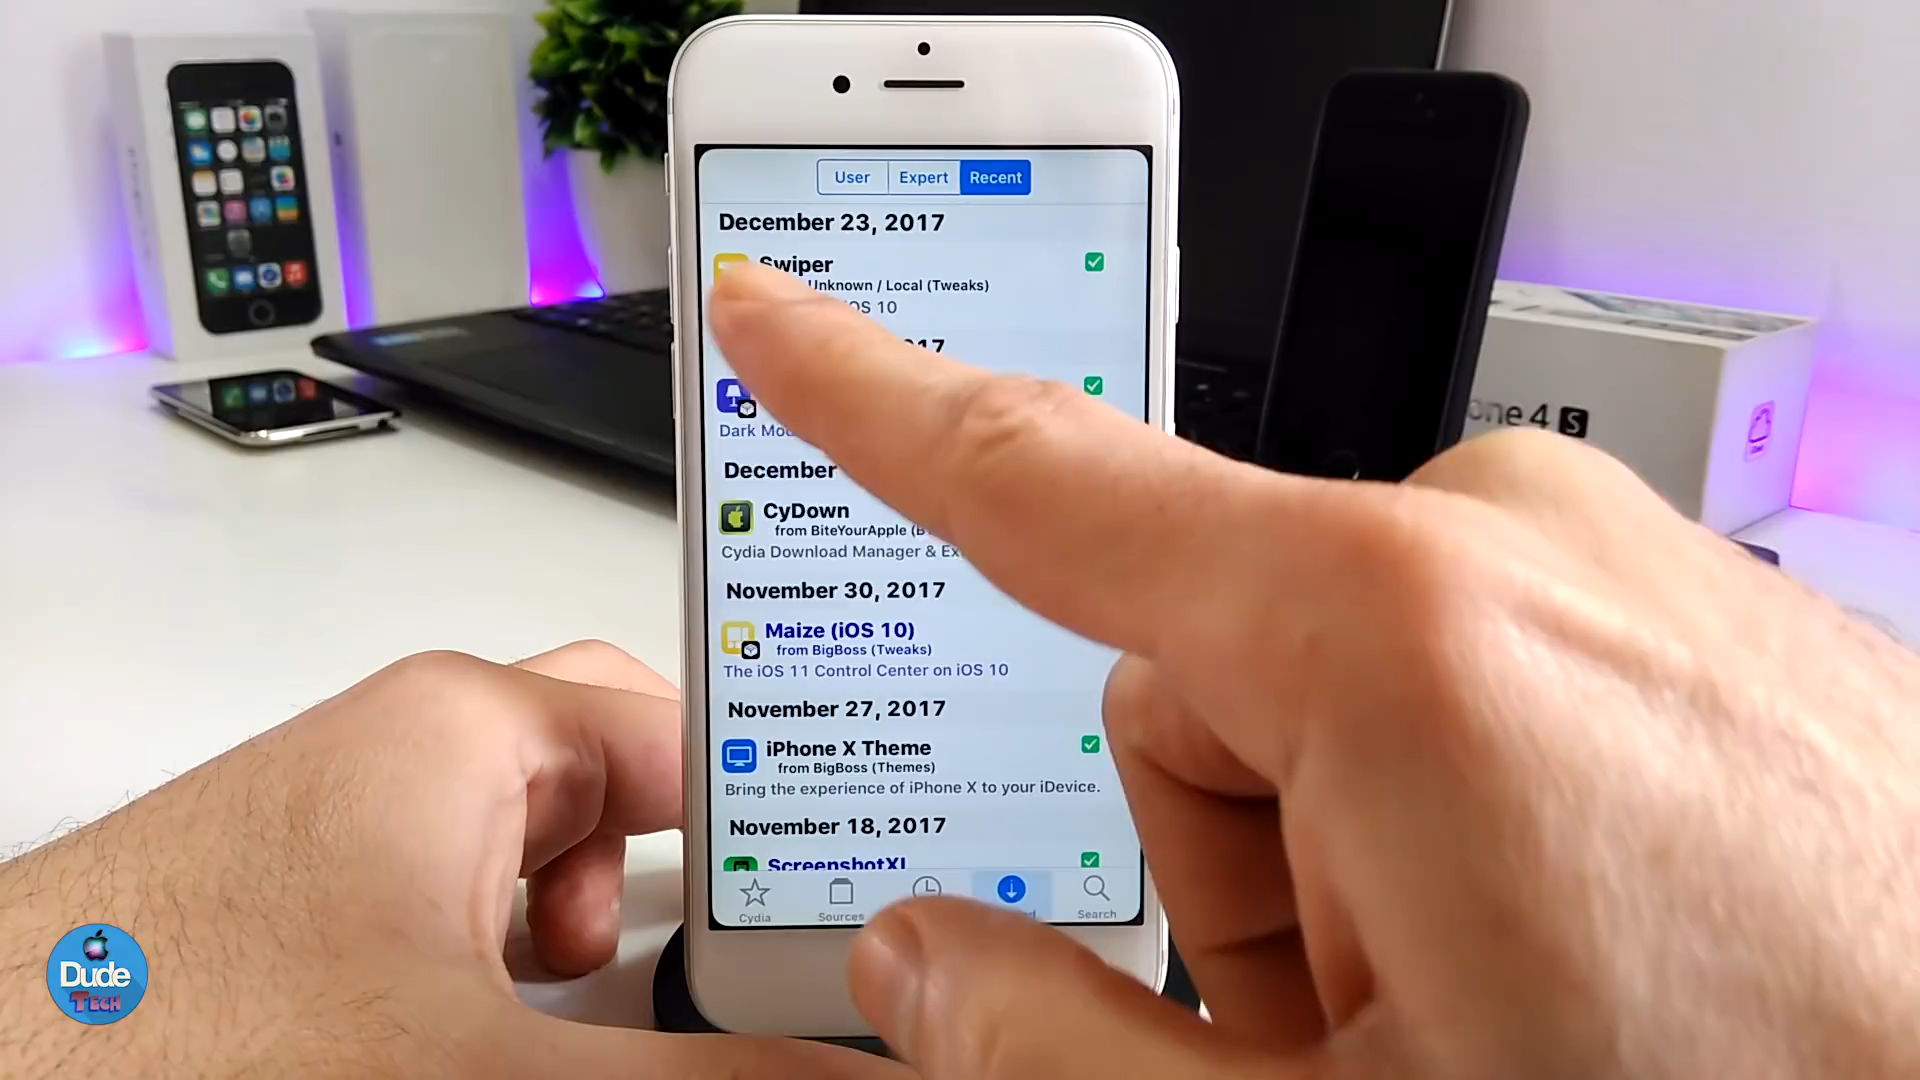 User Expert Recent
December 23, 2017
Swiper
Unknown / Local (Tweaks)
iOS 10
17
Dark
December
CyDown
from BiteYourApple
Cydia Download Manager &
November 30, 2017
Maize (iOS 10)
from BigBoss (Tweaks)
The iOS 11 Control Center on iOS 10
November 27, 2017
iPhone X Theme
from BigBoss (Themes)
Bring the experience of iPhone X to your iDevice.
November 18, 2017
ScreenshotXI
Cydia Sources Search
one 4 S
Dude
TECH